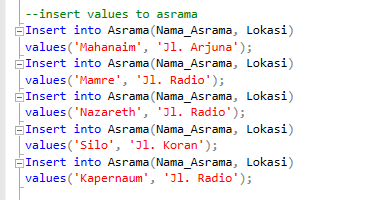 --insert values to asrama
Insert into Asrama(Nama_Asrama, Lokasi)
values('Mahanaim', 'Jl. Arjuna');
Insert into Asrama(Nama_Asrama, Lokasi)
values('Mamre', 'Jl. Radio');
Insert into Asrama(Nama_Asrama, Lokasi)
values('Nazareth', 'Jl. Radio');
Insert into Asrama(Nama_Asrama, Lokasi)
values('Silo', 'Jl. Koran');
Insert into Asrama(Nama_Asrama, Lokasi)
values('Kapernaum', 'Jl. Radio');